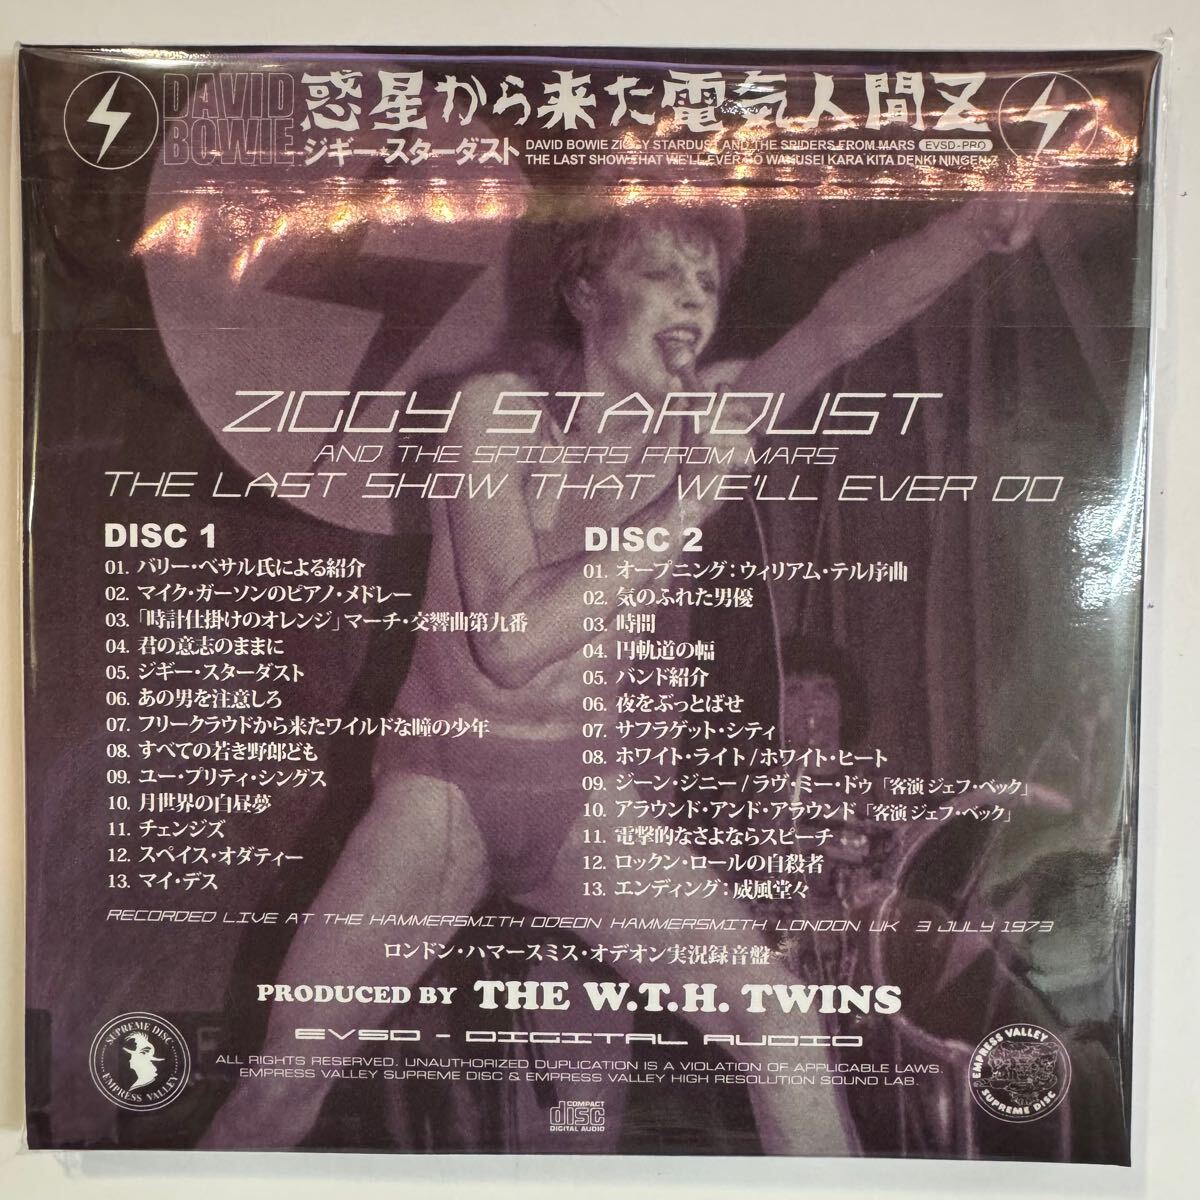 DAVID
BOWIE
惑星から来た電気人間Z
ジギー★スターダスト
DAVID BOWIE ZIGGY STARDUST AND THE SPIDERS FROM MARS EVSD-PRO
THE LAST SHOW THAT WE'LL EVER DO WAKUSEI KARA KITA DENKI NINGEN Z
ZIGGY STARDUST
AND THE SPIDERS FROM MARS
THE LAST SHOW THAT WE'LL EVER DO
DISC 1
01. バリー・ベサル氏による紹介
02. マイク・ガーソンのピアノ・メドレー
03. 「時計仕掛けのオレンジ」マーチ・交響曲第九番
04. 君の意志のままに
05. ジギー・スターダスト
06. あの男を注意しろ
07. フリークラウドから来たワイルドな瞳の少年
08. すべての若き野郎ども
09. ユー・プリティ・シングス
10. 月世界の白昼夢
11. チェンジズ
12. スペイス・オダティー
13. マイ・デス
DISC 2
01. オープニング：ウィリアム・テル序曲
02. 気のふれた男優
03. 時間
04. 円軌道の幅
05. バンド紹介
06. 夜をぶっとばせ
07. サフラゲット・シティ
08. ホワイト・ライト/ホワイト・ヒート
09. ジーン・ジニー/ラヴ・ミー・ドゥ「客演 ジェフ・ベック」
10. アラウンド・アンド・アラウンド「客演 ジェフ・ベック」
11. 電撃的なさよならスピーチ
12. ロックン・ロールの自殺者
13. エンディング：威風堂々
RECORDED LIVE AT THE HAMMERSMITH ODEON HAMMERSMITH LONDON UK 3 JULY 1973
ロンドン・ハマースミス・オデオン実況録音盤
PRODUCED BY THE W.T.H. TWINS
EVSD - DIGITAL AUDIO
ALL RIGHTS RESERVED. UNAUTHORIZED DUPLICATION IS A VIOLATION OF APPLICABLE LAWS.
EMPRESS VALLEY SUPREME DISC & EMPRESS VALLEY HIGH RESOLUTION SOUND LAB.
SUPREME DISC
EMPRESS VALLEY
EMPRESS VALLEY
SUPREME DISC
COMPACT
disc
DIGITAL AUDIO